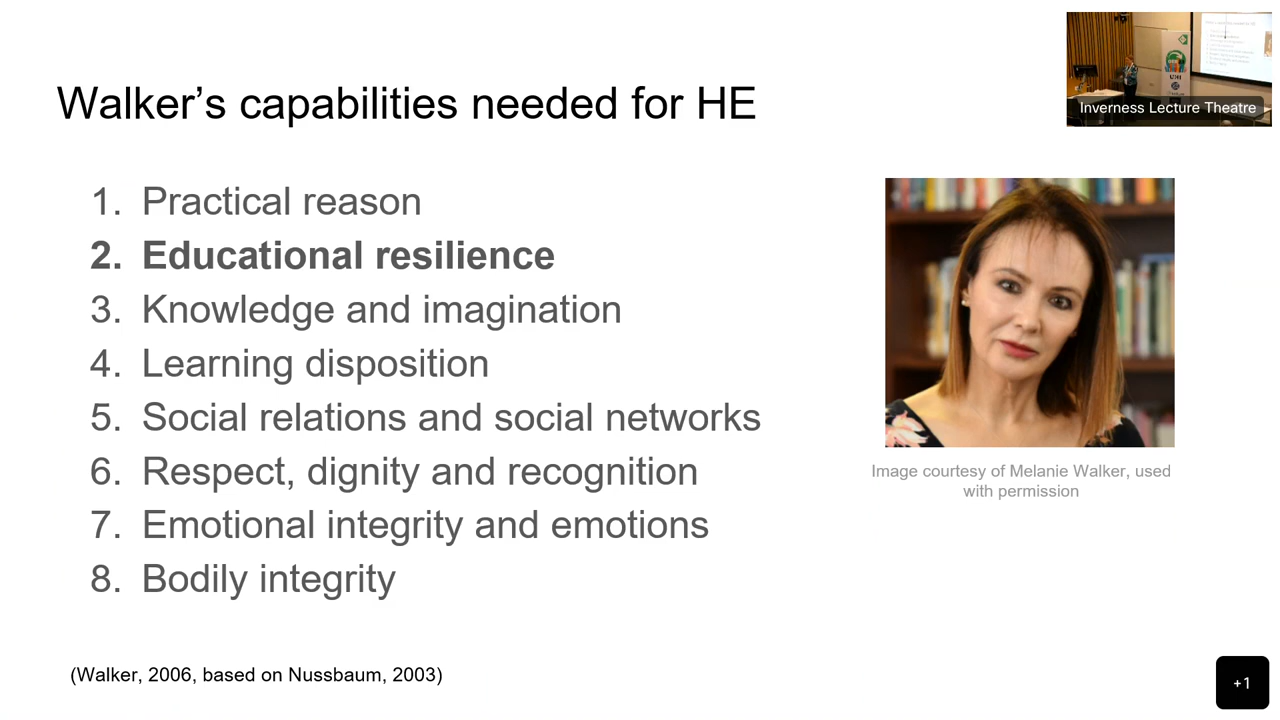 Walker’s capabilities needed for HE
Inverness Lecture Theatre
1. Practical reason
2. Educational resilience
3. Knowledge and imagination
4. Learning disposition
5. Social relations and social networks
6. Respect, dignity and recognition
7. Emotional integrity and emotions
8. Bodily integrity
Image courtesy of Melanie Walker, used
with permission
(Walker, 2006, based on Nussbaum, 2003)
+1